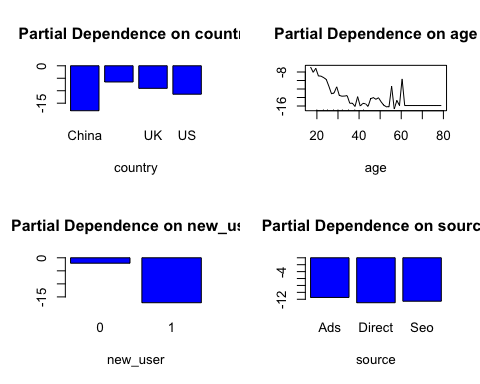 Partial Dependence on countr
0
-15
China UK US
country
Partial Dependence on age
-8
-16
20 40 60 80
age
Partial Dependence on new_us
0
-15
0 1
new_user
Partial Dependence on sourc
-4
-12
Ads Direct Seo
source